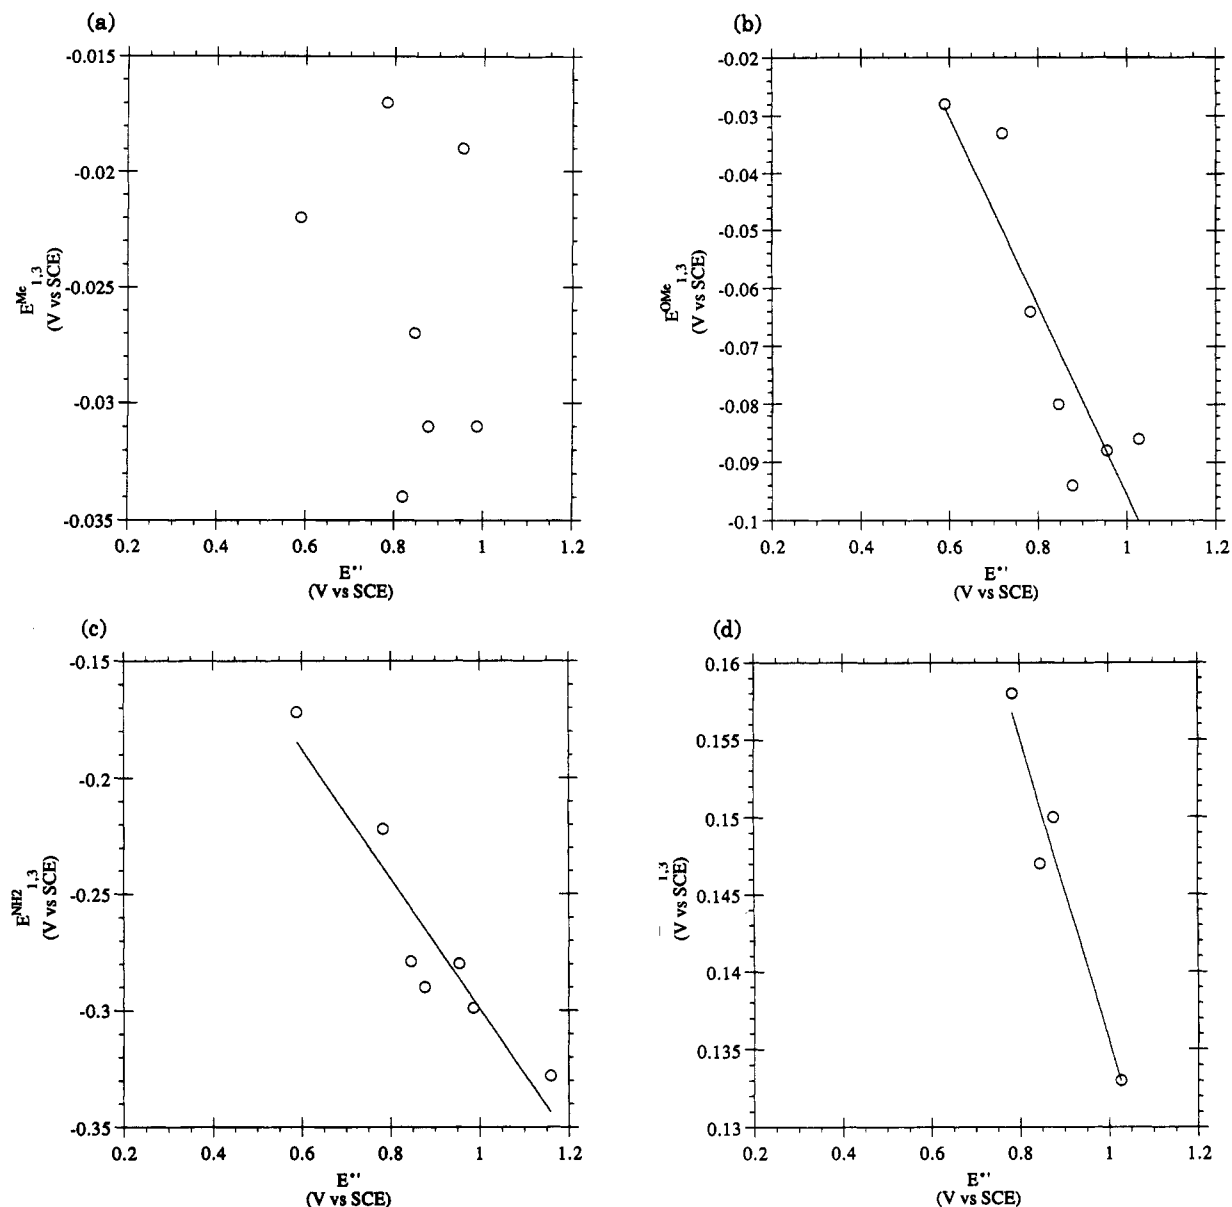 (a)
-0.015
-0.02
-0.025
-0.03
-0.035
E^Me 1,3
(V vs SCE)
0.2 0.4 0.6 0.8 1 1.2
E°'
(V vs SCE)
(b)
-0.02
-0.03
-0.04
-0.05
-0.06
-0.07
-0.08
-0.09
-0.1
E^OMe 1,3
(V vs SCE)
0.2 0.4 0.6 0.8 1 1.2
E°'
(V vs SCE)
(c)
-0.15
-0.2
-0.25
-0.3
-0.35
E^NH2 1,3
(V vs SCE)
0.2 0.4 0.6 0.8 1 1.2
E°'
(V vs SCE)
(d)
0.16
0.155
0.15
0.145
0.14
0.135
0.13
1,3
(V vs SCE)
0.2 0.4 0.6 0.8 1 1.2
E°'
(V vs SCE)